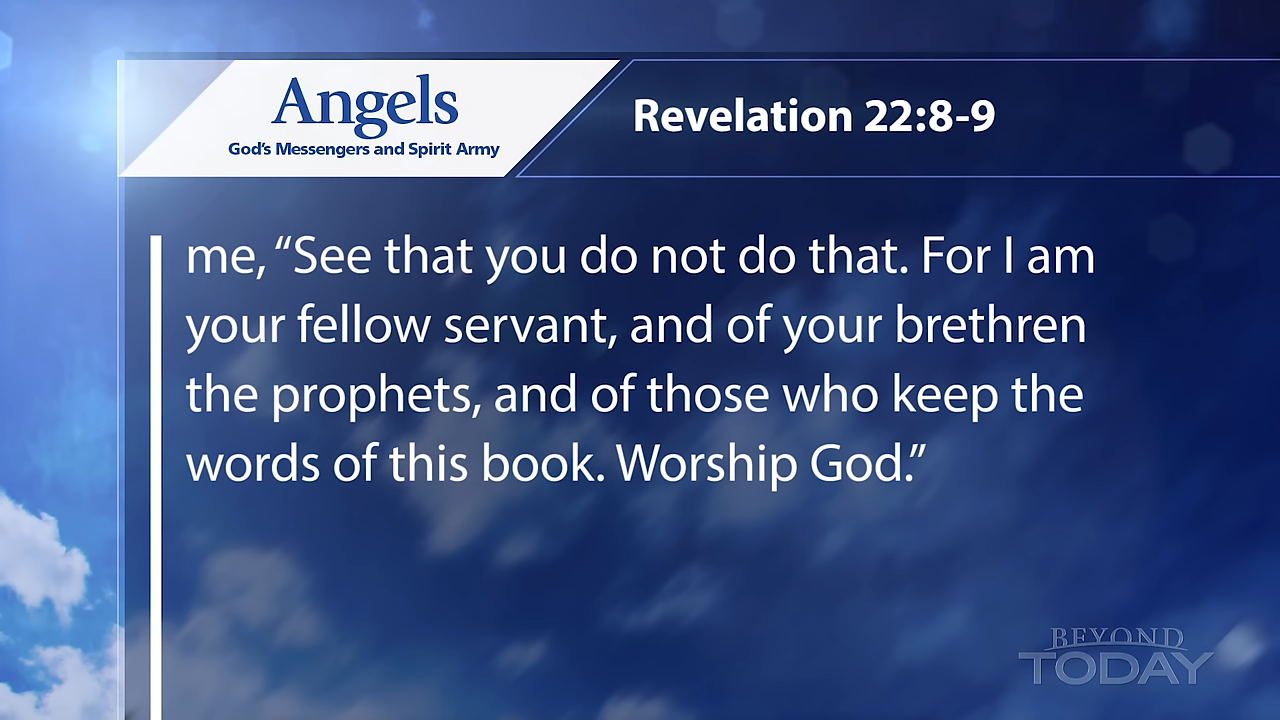 Angels
God's Messengers and Spirit Army
Revelation 22:8-9
me, “See that you do not do that. For I am
your fellow servant, and of your brethren
the prophets, and of those who keep the
words of this book. Worship God.”
BEYOND
TODAY